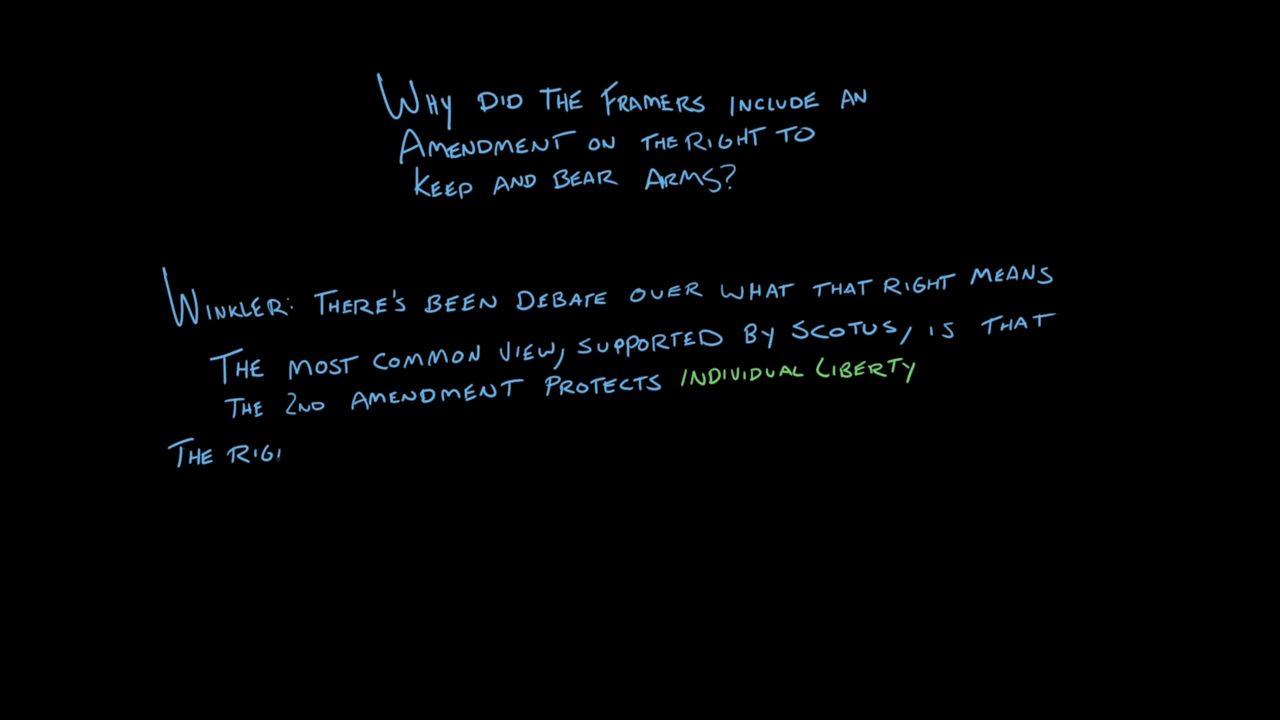 WHY DID THE FRAMERS INCLUDE AN
AMENDMENT ON THE RIGHT TO
KEEP AND BEAR ARMS?
WINKLER: THERE'S BEEN DEBATE OVER WHAT THAT RIGHT MEANS
THE MOST COMMON VIEW, SUPPORTED BY SCOTUS, IS THAT
THE 2ND AMENDMENT PROTECTS INDIVIDUAL LIBERTY
THE RIGI